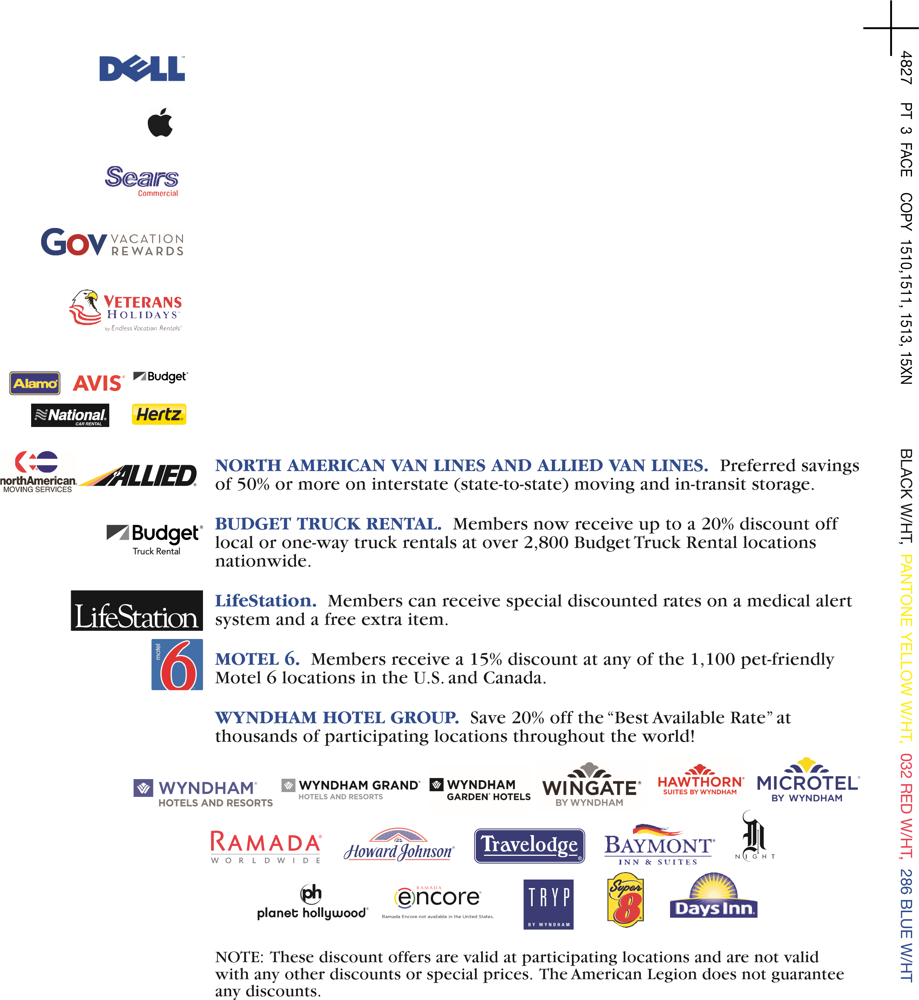 DELL™
Sears
Commercial
GOV VACATION
REWARDS
VETERANS
HOLIDAYS℠
by Endless Vacation Rentals®
Alamo® AVIS® Budget®
National® Hertz®
CAR RENTAL
northAmerican®
MOVING SERVICES
ALLIED®
NORTH AMERICAN VAN LINES AND ALLIED VAN LINES. Preferred savings
of 50% or more on interstate (state-to-state) moving and in-transit storage.
Budget®
Truck Rental
BUDGET TRUCK RENTAL. Members now receive up to a 20% discount off
local or one-way truck rentals at over 2,800 Budget Truck Rental locations
nationwide.
LifeStation
LifeStation. Members can receive special discounted rates on a medical alert
system and a free extra item.
motel
6
MOTEL 6. Members receive a 15% discount at any of the 1,100 pet-friendly
Motel 6 locations in the U.S. and Canada.
WYNDHAM HOTEL GROUP. Save 20% off the “Best Available Rate” at
thousands of participating locations throughout the world!
WYNDHAM®
HOTELS AND RESORTS
WYNDHAM GRAND®
HOTELS AND RESORTS
WYNDHAM
GARDEN® HOTELS
WINGATE®
BY WYNDHAM
HAWTHORN®
SUITES BY WYNDHAM
MICROTEL®
BY WYNDHAM
RAMADA®
WORLDWIDE
Howard Johnson®
Travelodge®
BAYMONT®
INN & SUITES
N
NIGHT
ph
planet hollywood®
RAMADA
encore®
Ramada Encore not available in the United States.
TRYP
BY WYNDHAM
Super
8®
Days Inn®
NOTE: These discount offers are valid at participating locations and are not valid
with any other discounts or special prices. The American Legion does not guarantee
any discounts.
4827 PT 3 FACE COPY 1510,1511, 1513, 15XN BLACK W/HT, PANTONE YELLOW W/HT, 032 RED W/HT, 286 BLUE W/HT